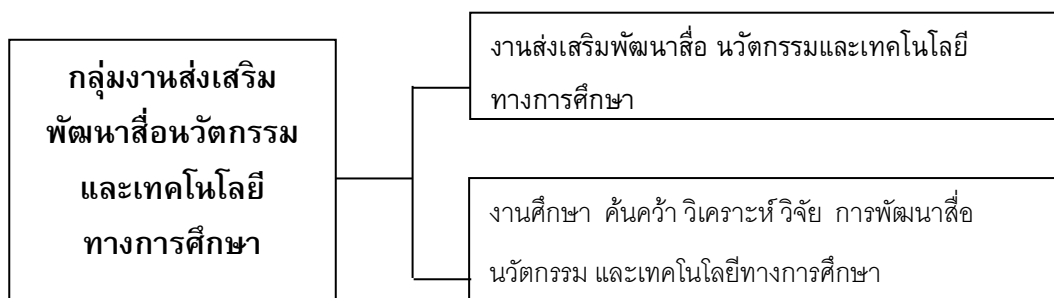 กลุ่มงานส่งเสริม
พัฒนาสื่อนวัตกรรม
และเทคโนโลยี
ทางการศึกษา
งานส่งเสริมพัฒนาสื่อ นวัตกรรมและเทคโนโลยี
ทางการศึกษา
งานศึกษา ค้นคว้า วิเคราะห์ วิจัย การพัฒนาสื่อ
นวัตกรรม และเทคโนโลยีทางการศึกษา